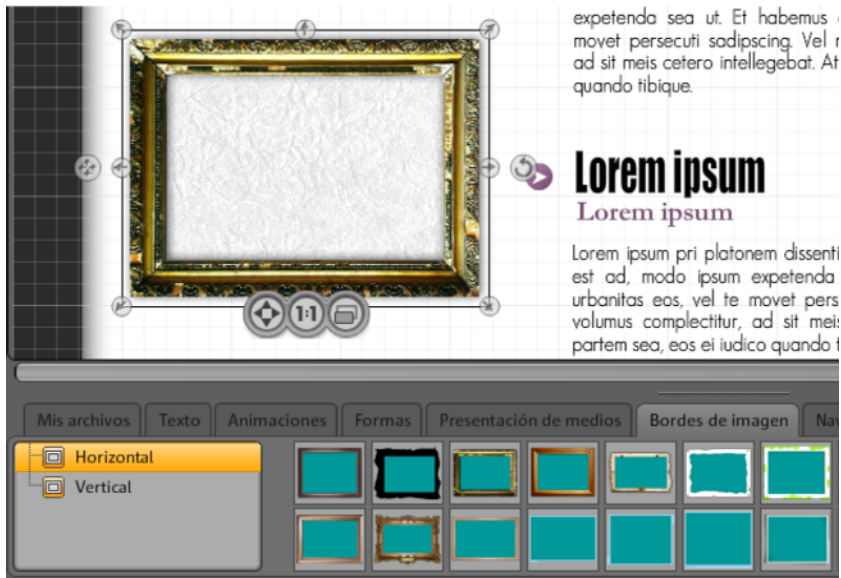 expetenda sea ut. Et habemus
movet persecuti sadipscing. Vel
ad sit meis cetero intellegebat. At
quando tibique.
Lorem ipsum
Lorem ipsum
Lorem ipsum pri platonem dissenti
est ad, modo ipsum expetenda
urbanitas eos, vel te movet pers
volumus complectitur, ad sit meis
partem sea, eos ei iudico quando t
1:1
Mis archivos Texto Animaciones Formas Presentación de medios Bordes de imagen Nav
Horizontal
Vertical